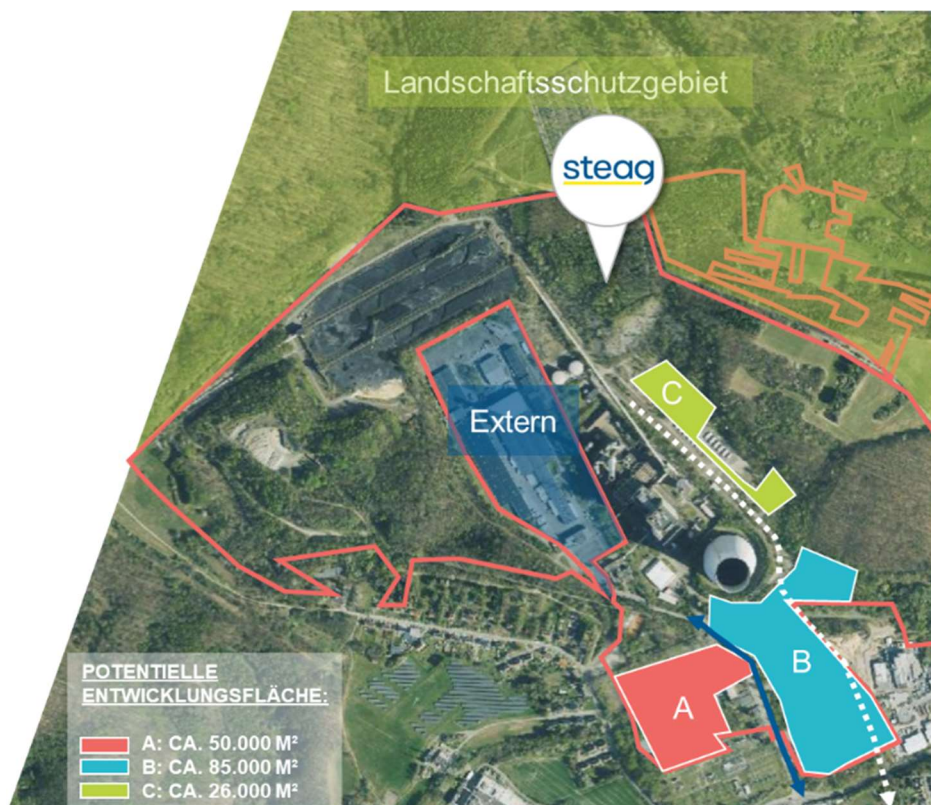 Landschaftsschutzgebiet
steag
C
Extern
B
A
POTENTIELLE
ENTWICKLUNGSFLÄCHE:
A: CA. 50.000 M²
B: CA. 85.000 M²
C: CA. 26.000 M²